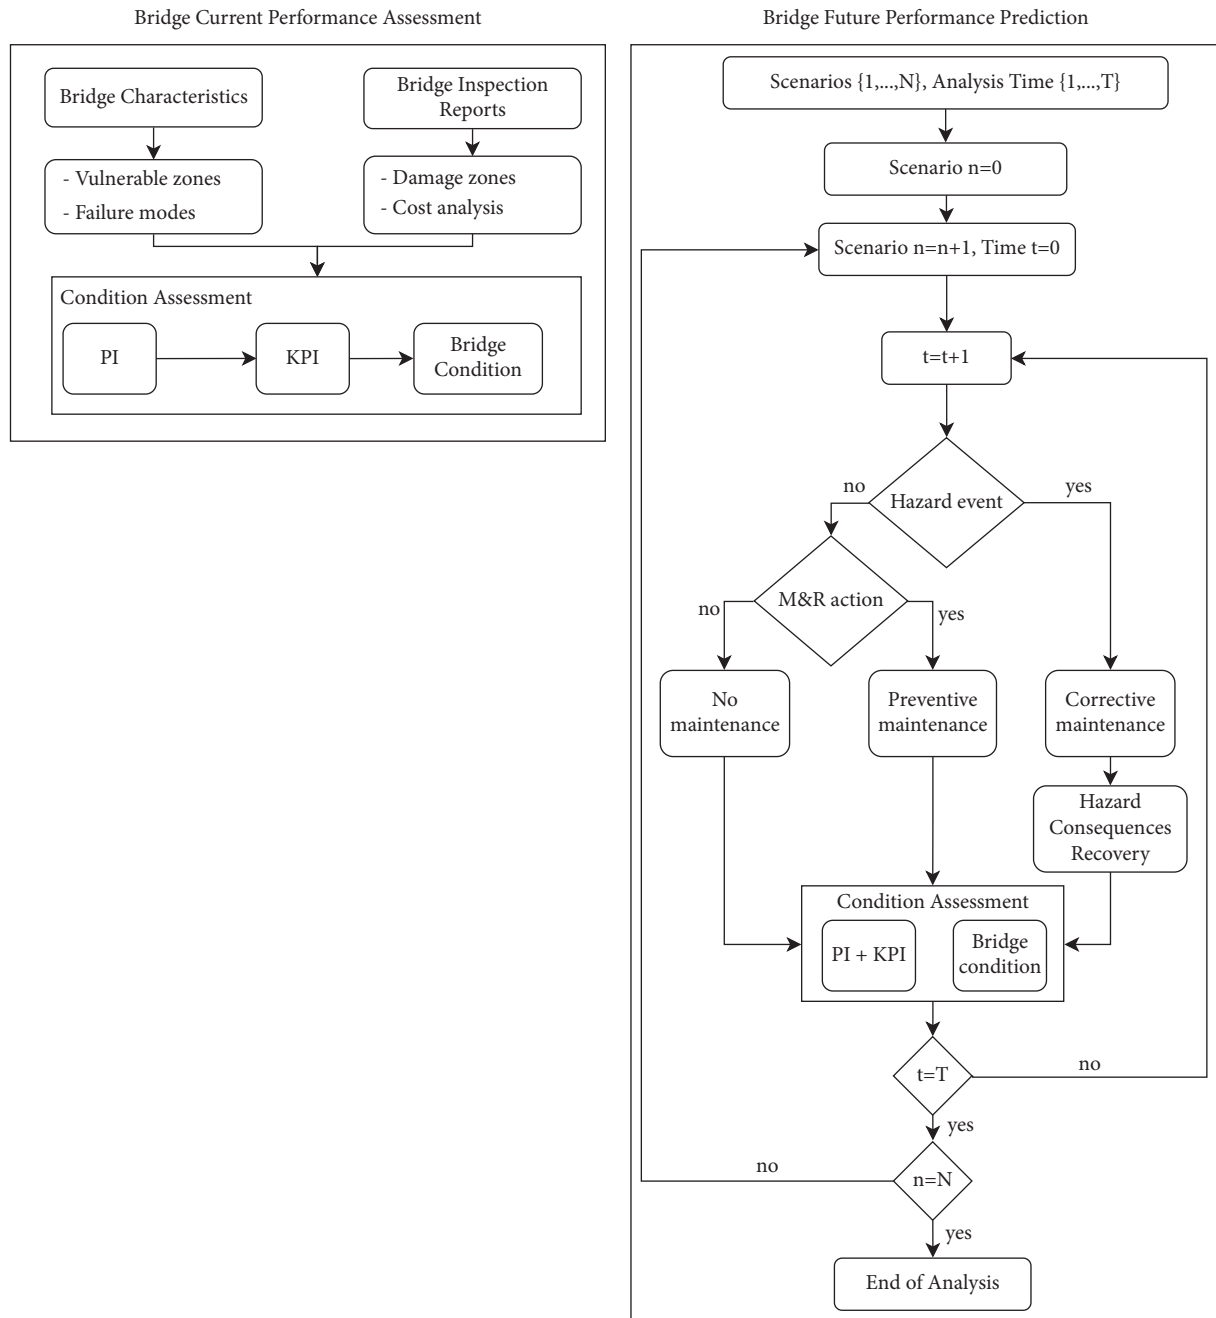 Bridge Current Performance Assessment
Bridge Characteristics
Bridge Inspection
Reports
- Vulnerable zones
- Failure modes
- Damage zones
- Cost analysis
Condition Assessment
PI
KPI
Bridge
Condition
Bridge Future Performance Prediction
Scenarios {1,...,N}, Analysis Time {1,...,T}
Scenario n=0
Scenario n=n+1, Time t=0
t=t+1
Hazard event
no
yes
M&R action
no
yes
No
maintenance
Preventive
maintenance
Corrective
maintenance
Hazard
Consequences
Recovery
Condition Assessment
PI + KPI
Bridge
condition
t=T
no
yes
n=N
no
yes
End of Analysis